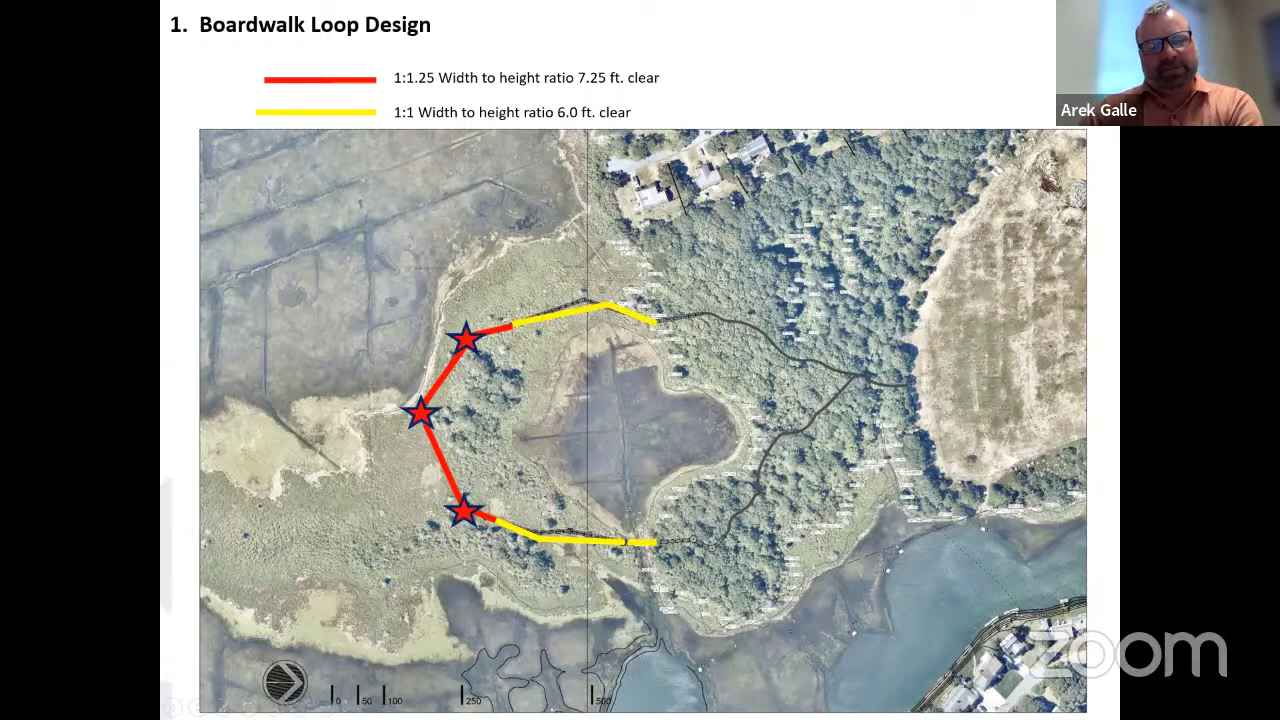 1. Boardwalk Loop Design
1:1.25 Width to height ratio 7.25 ft. clear
1:1 Width to height ratio 6.0 ft. clear
Arek Galle
0 50 100 250 500
zoom